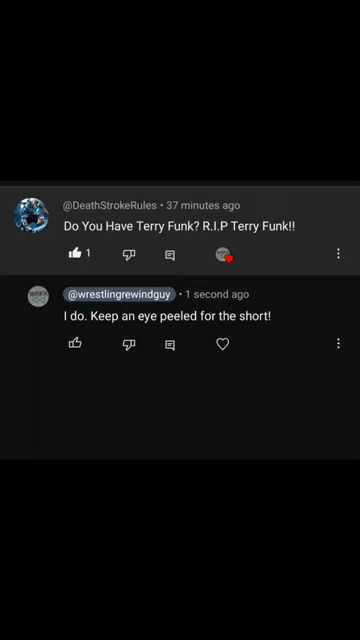 @DeathStrokeRules • 37 minutes ago
Do You Have Terry Funk? R.I.P Terry Funk!!
1
@wrestlingrewindguy • 1 second ago
I do. Keep an eye peeled for the short!